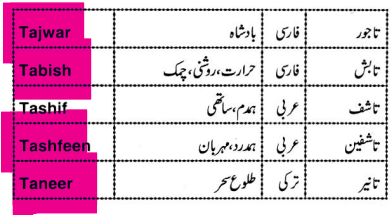 Tajwar بادشاہ فارسی تاجور
Tabish حرارت،روشنی،چمک فارسی تابش
Tashif ہمدم،ساتھی عربی تاشف
Tashfeen ہمدرد،مہربان عربی تاشفین
Taneer طلوع سحر ترکی تانیر